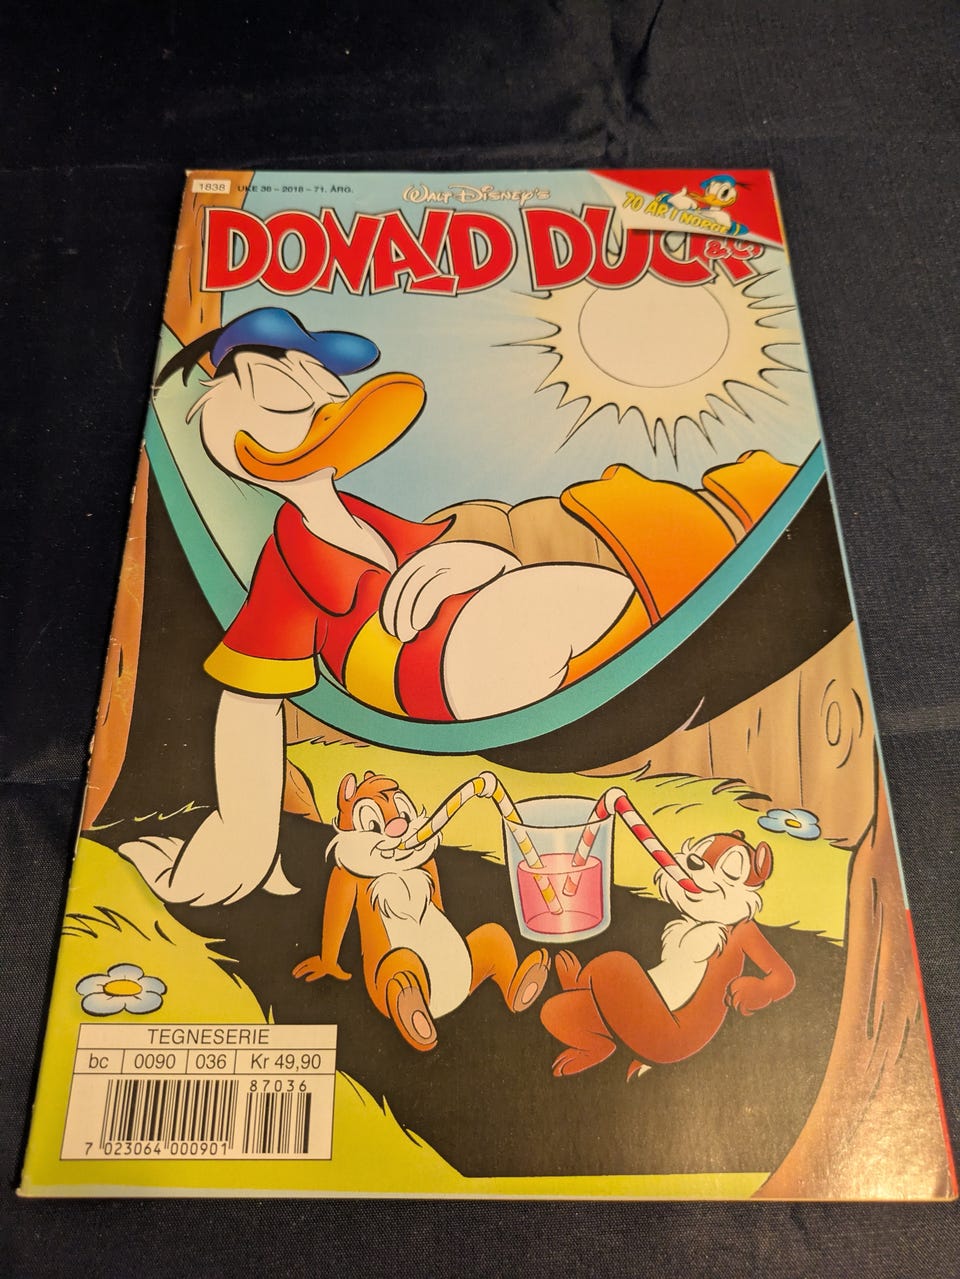 1838
UKE 36 – 2018 – 71. ÅRG.
WALT DISNEY'S
DONALD DUCK
& Co
70 ÅR I NORGE
TEGNESERIE
bc 0090 036 Kr 49,90
87036
7 023064 000901